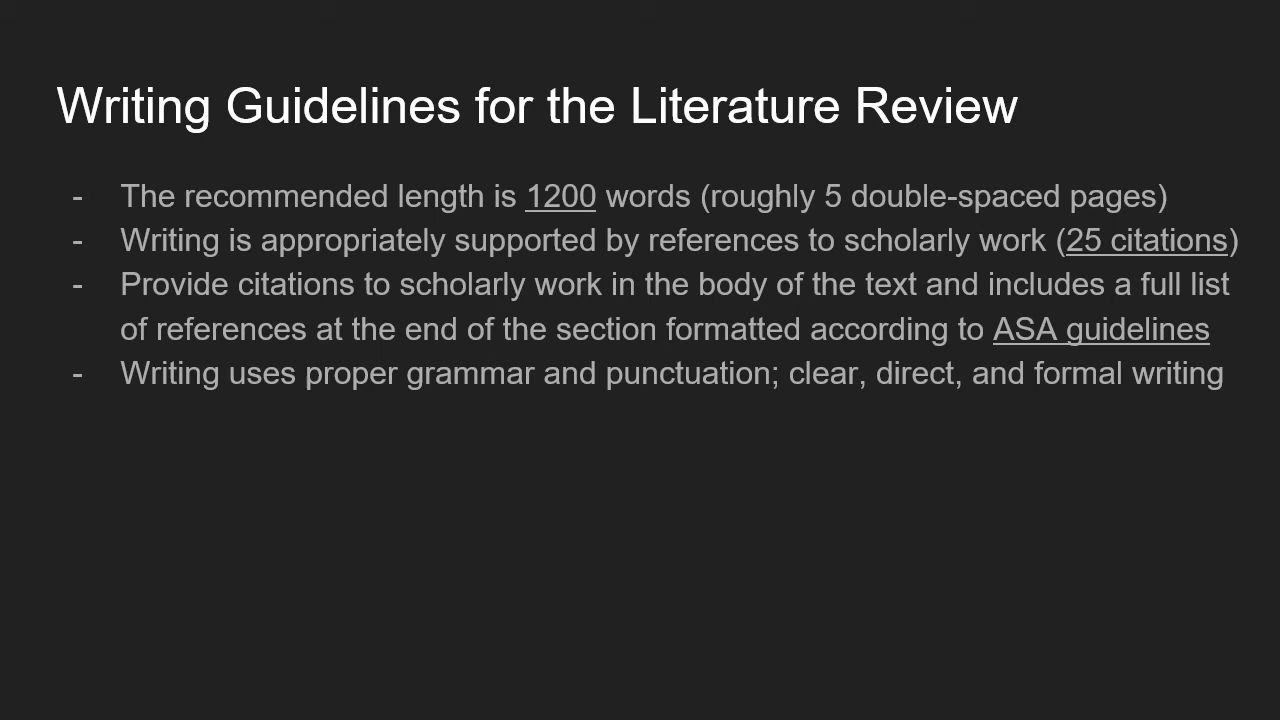 Writing Guidelines for the Literature Review
- The recommended length is 1200 words (roughly 5 double-spaced pages)
- Writing is appropriately supported by references to scholarly work (25 citations)
- Provide citations to scholarly work in the body of the text and includes a full list
of references at the end of the section formatted according to ASA guidelines
- Writing uses proper grammar and punctuation; clear, direct, and formal writing